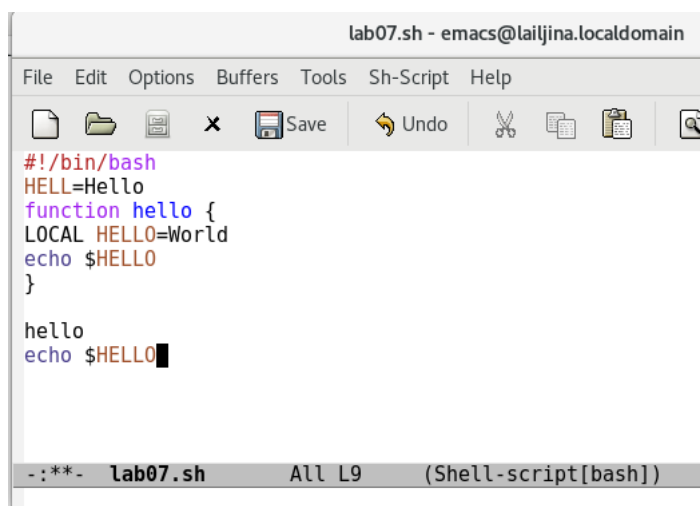 lab07.sh - emacs@lailjina.localdomain
File Edit Options Buffers Tools Sh-Script Help
Save Undo
#!/bin/bash
HELL=Hello
function hello {
LOCAL HELLO=World
echo $HELLO
}
hello
echo $HELLO
-:**- lab07.sh All L9 (Shell-script[bash])